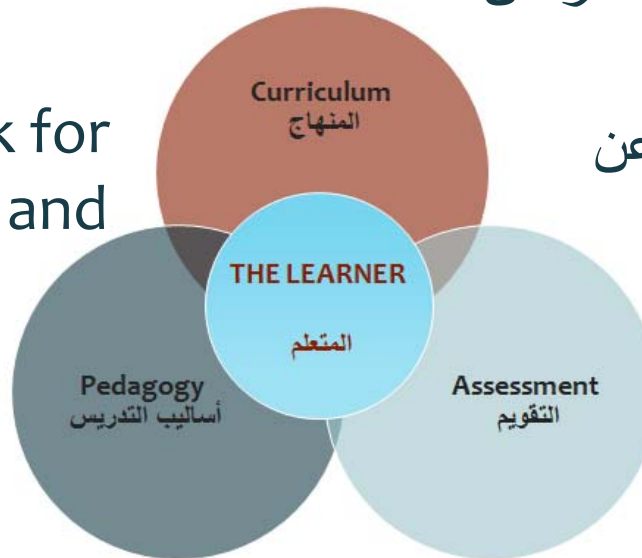 Curriculum
المنهاج
k for
عن
and
THE LEARNER
المتعلم
Pedagogy
أساليب التدريس
Assessment
التقويم